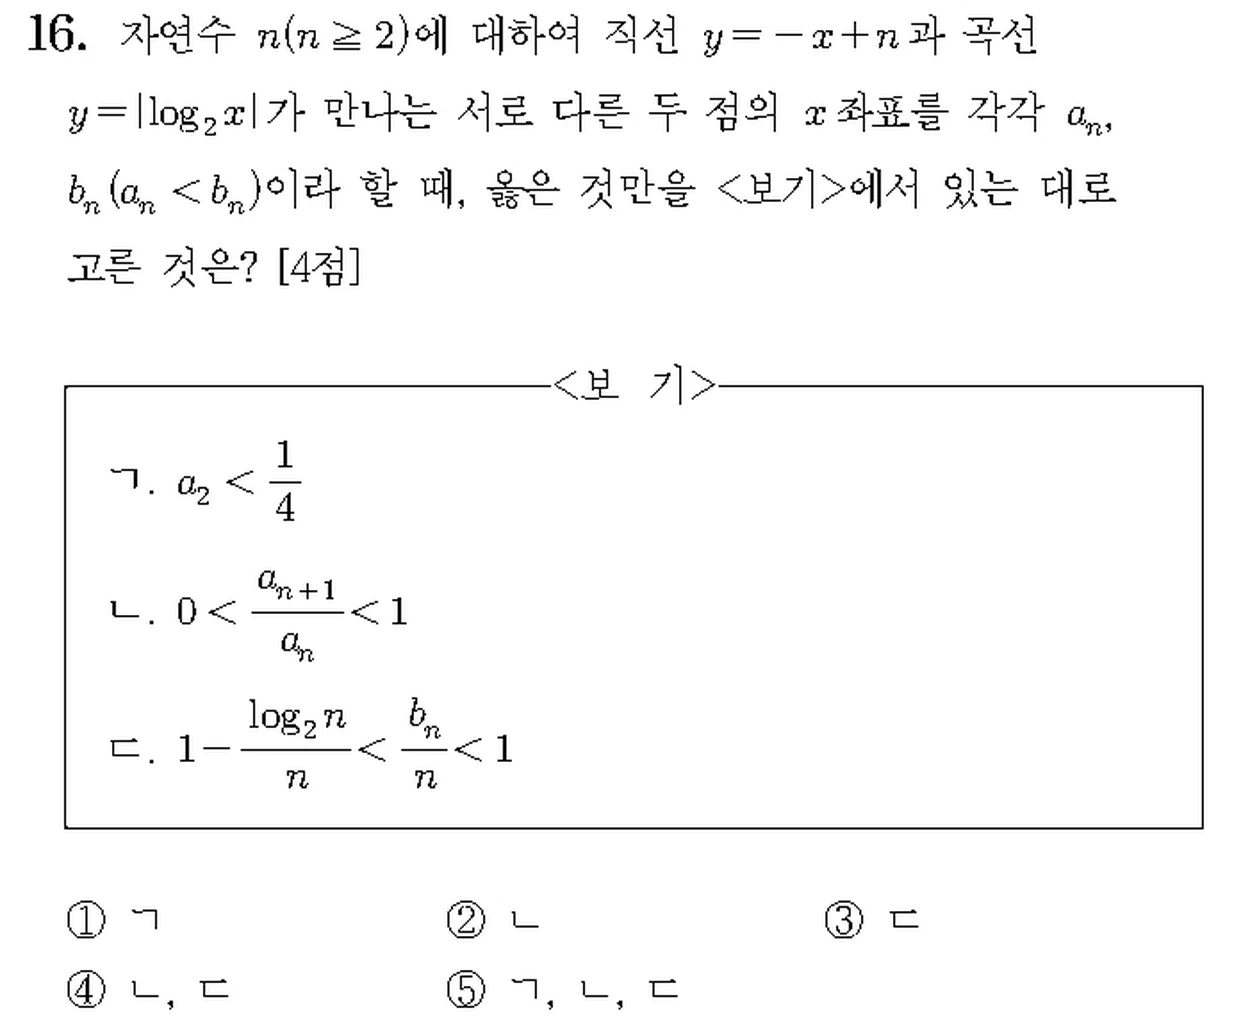 16. 자연수 n(n ≧ 2)에 대하여 직선 y = −x + n과 곡선
y = |log₂x|가 만나는 서로 다른 두 점의 x좌표를 각각 aₙ,
bₙ(aₙ < bₙ)이라 할 때, 옳은 것만을 <보기>에서 있는 대로
고른 것은? [4점]
<보 기>
ㄱ. a₂ < 1/4
ㄴ. 0 < aₙ₊₁/aₙ < 1
ㄷ. 1 − log₂n/n < bₙ/n < 1
① ㄱ ② ㄴ ③ ㄷ
④ ㄴ, ㄷ ⑤ ㄱ, ㄴ, ㄷ